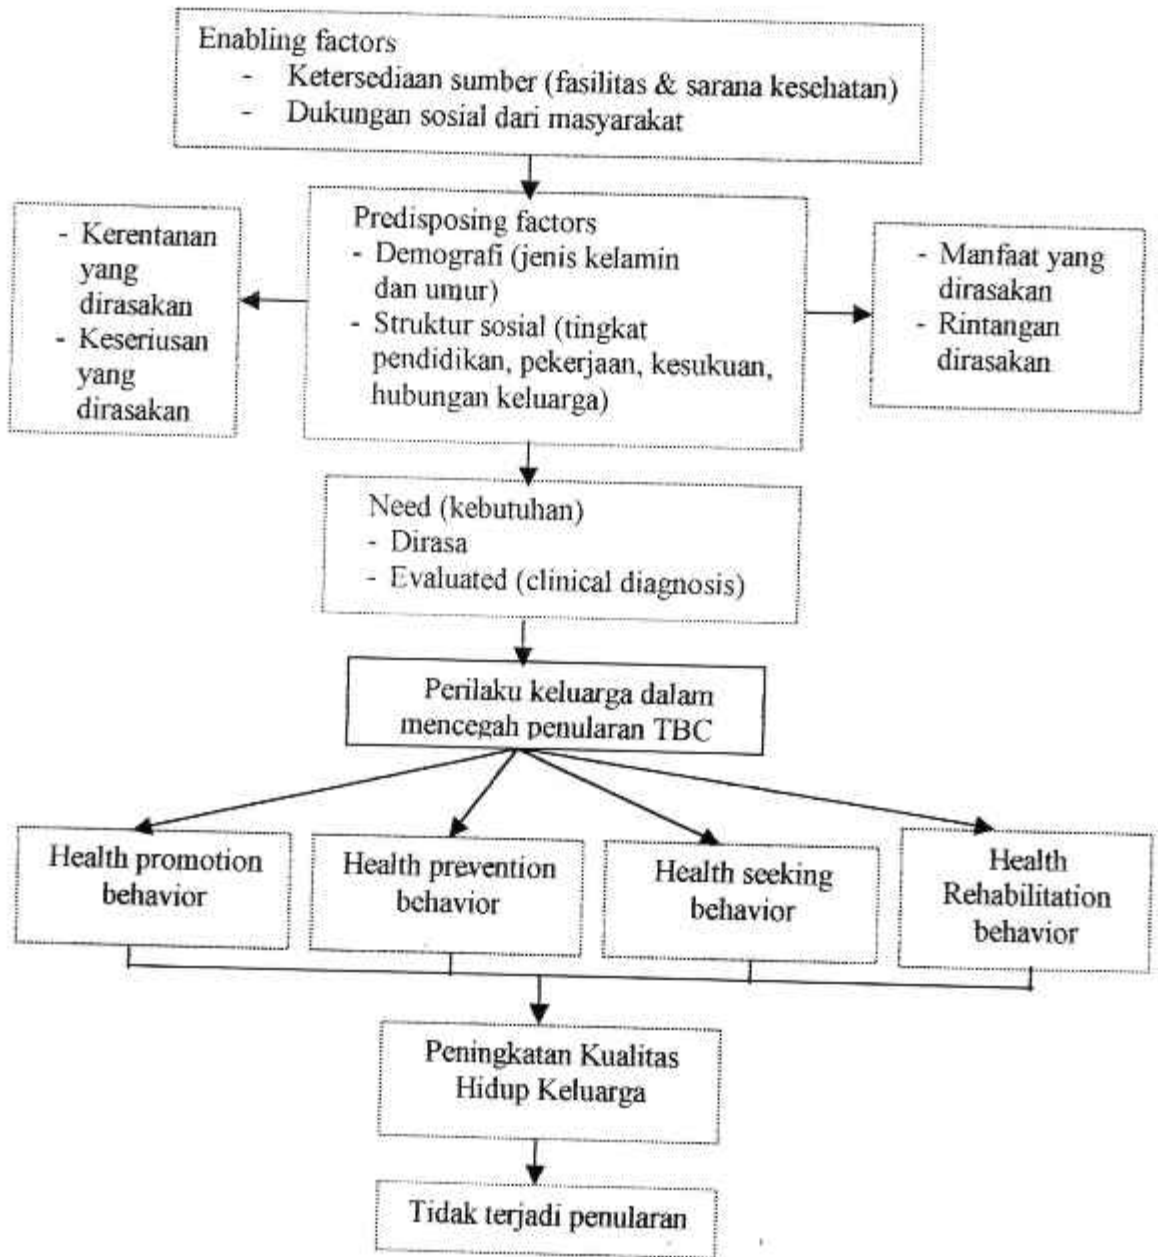 Enabling factors
- Ketersediaan sumber (fasilitas & sarana kesehatan)
- Dukungan sosial dari masyarakat
- Kerentanan
yang
dirasakan
- Keseriusan
yang
dirasakan
Predisposing factors
- Demografi (jenis kelamin
dan umur)
- Struktur sosial (tingkat
pendidikan, pekerjaan, kesukuan,
hubungan keluarga)
- Manfaat yang
dirasakan
- Rintangan
dirasakan
Need (kebutuhan)
- Dirasa
- Evaluated (clinical diagnosis)
Perilaku keluarga dalam
mencegah penularan TBC
Health promotion
behavior
Health prevention
behavior
Health seeking
behavior
Health
Rehabilitation
behavior
Peningkatan Kualitas
Hidup Keluarga
Tidak terjadi penularan